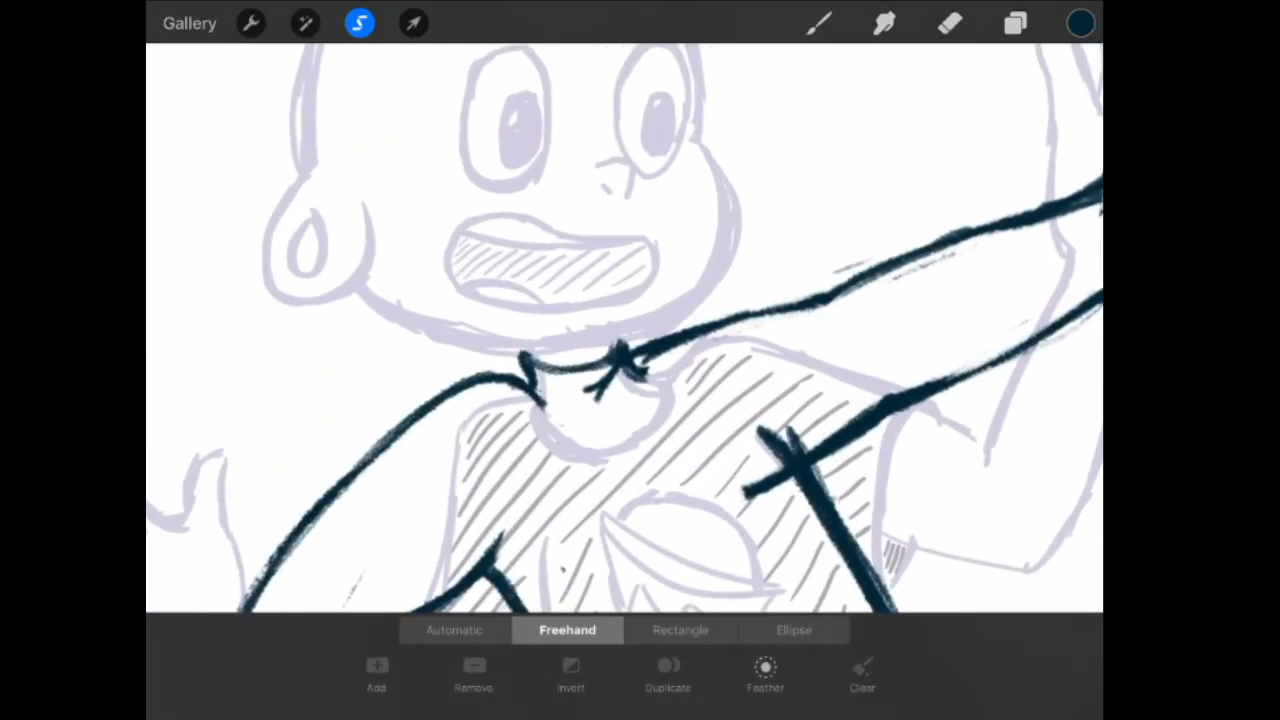 Gallery
Automatic Freehand Rectangle Ellipse
Add Remove Invert Duplicate Feather Clear